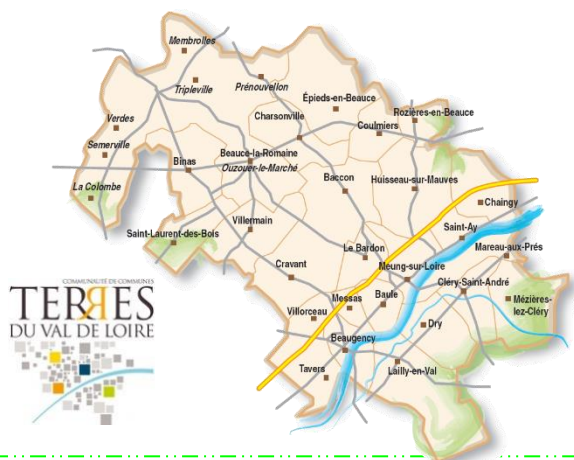 Membrolles
Tripleville
Prénouvellon
Épieds-en-Beauce
Rozières-en-Beauce
Verdes
Charsonville
Coulmiers
Semerville
Binas
Beauce-la-Romaine
Ouzouer-le-Marché
La Colombe
Baccon
Huisseau-sur-Mauves
Chaingy
Saint-Laurent-des-Bois
Villermain
Saint-Ay
Le Bardon
Mareau-aux-Prés
Cravant
Meung-sur-Loire
Cléry-Saint-André
Messas
Baule
Mézières-
lez-Cléry
Villorceau
Dry
Beaugency
Tavers
Lailly-en-Val
COMMUNAUTÉ DE COMMUNES
TERRES
DU VAL DE LOIRE